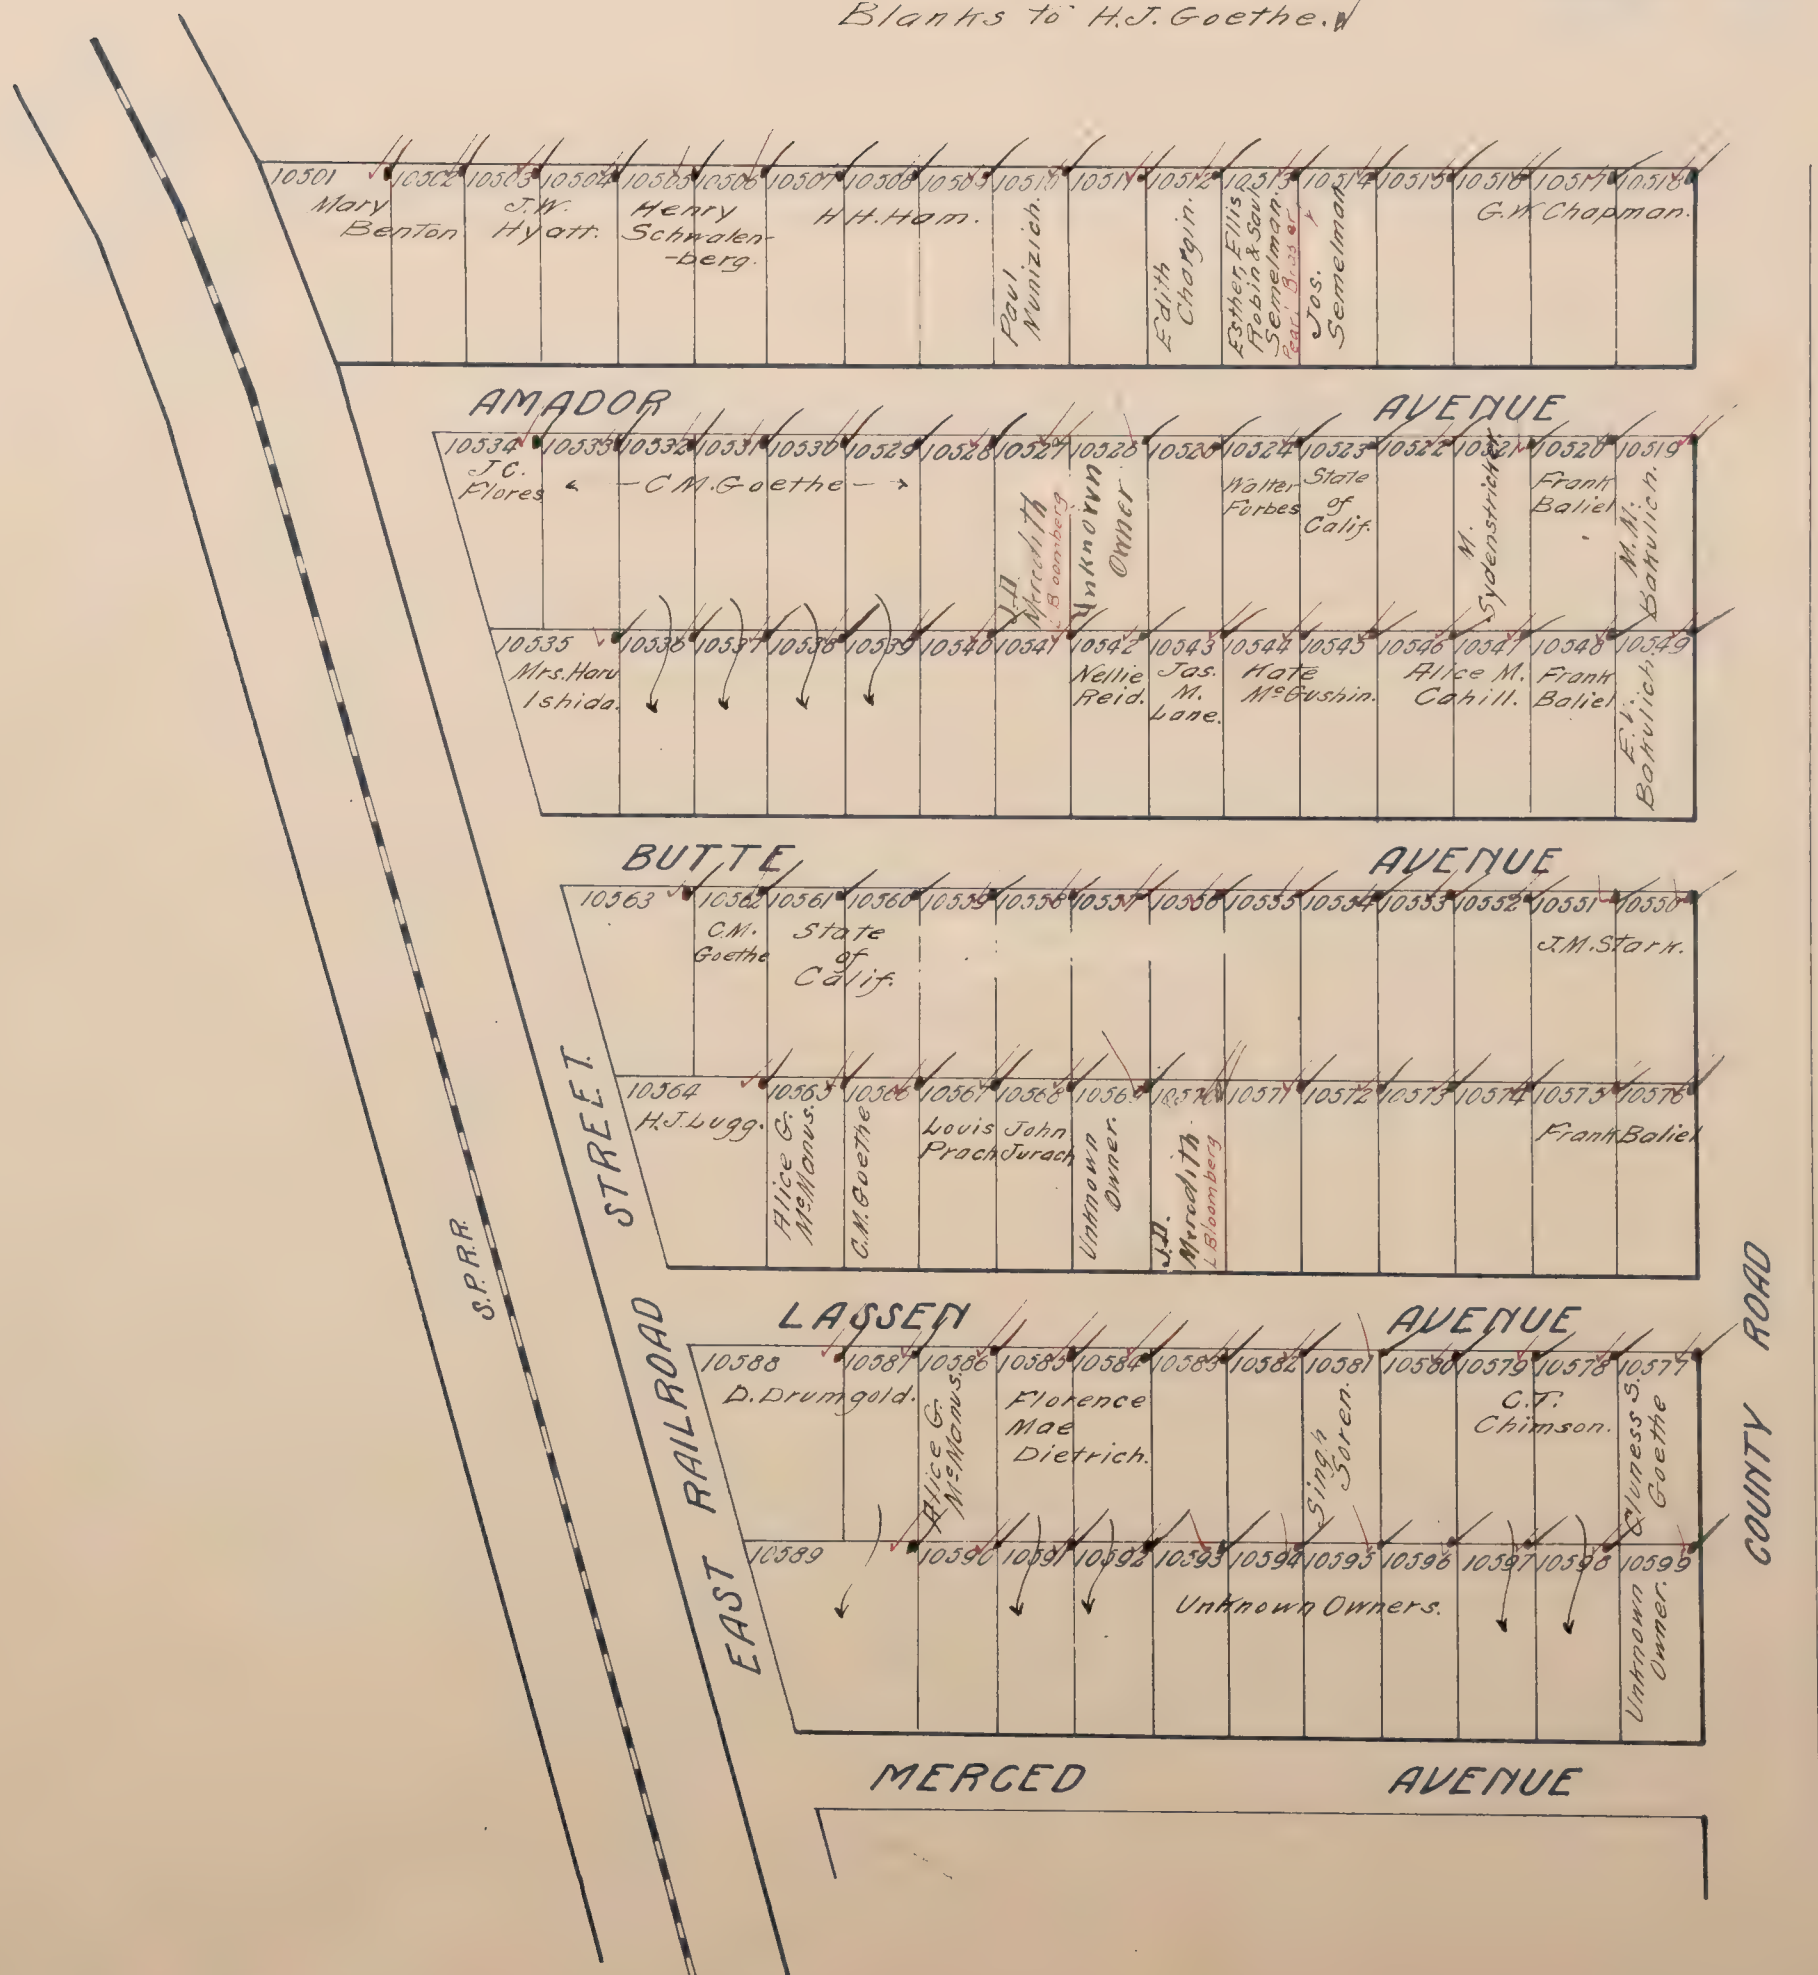 Blanks to H.J. Goethe.
10501 10502 10503 10504 10505 10506 10507 10508 10509 10510 10511 10512 10513 10514 10515 10516 10517 10518
Mary
Benton
J.W.
Hyatt.
Henry
Schwalen-
-berg.
H.H. Ham.
Paul
Nunizich.
Edith
Chargin.
Esther, Ellis
Robin & Saul
Semelman.
Jos.
Semelman
G.W. Chapman.
AMADOR AVENUE
10534 10533 10532 10531 10530 10529 10528 10527 10526 10525 10524 10523 10522 10521 10520 10519
J.C.
Flores
C.M. Goethe
J.A.
Meredith
L Bloomberg
Unknown
Owner
Walter
Forbes
State
of
Calif.
M.
Sydenstricker
Frank
Baliel
M.M.
Bakulich.
10535 10536 10537 10538 10539 10540 10541 10542 10543 10544 10545 10546 10547 10548 10549
Mrs. Haru
Ishida.
Nellie
Reid.
Jas.
M.
Lane.
Kate
McGushin.
Alice M.
Cahill.
Frank
Baliel
E.V.
Bakulich
BUTTE AVENUE
10563 10562 10561 10560 10559 10558 10557 10556 10555 10554 10553 10552 10551 10550
C.M.
Goethe
State
of
Calif.
J.M. Stark.
10564 10565 10566 10567 10568 10569 10570 10571 10572 10573 10574 10575 10576
H.J. Lugg.
Alice G.
McManus.
C.M. Goethe
Louis
Prach
John
Jurach
Unknown
Owner.
J.A.
Meredith
L Bloomberg
Frank Baliel
LASSEN AVENUE
10588 10587 10586 10585 10584 10583 10582 10581 10580 10579 10578 10577
D. Drumgold.
Alice G.
McManus.
Florence
Mae
Dietrich.
Singh
Soren.
C.T.
Chimson.
Cluness S.
Goethe
10589 10590 10591 10592 10593 10594 10595 10596 10597 10598 10599
Unknown Owners.
Unknown
Owner.
MERCED AVENUE
S.P.R.R.
EAST RAILROAD STREET.
COUNTY ROAD